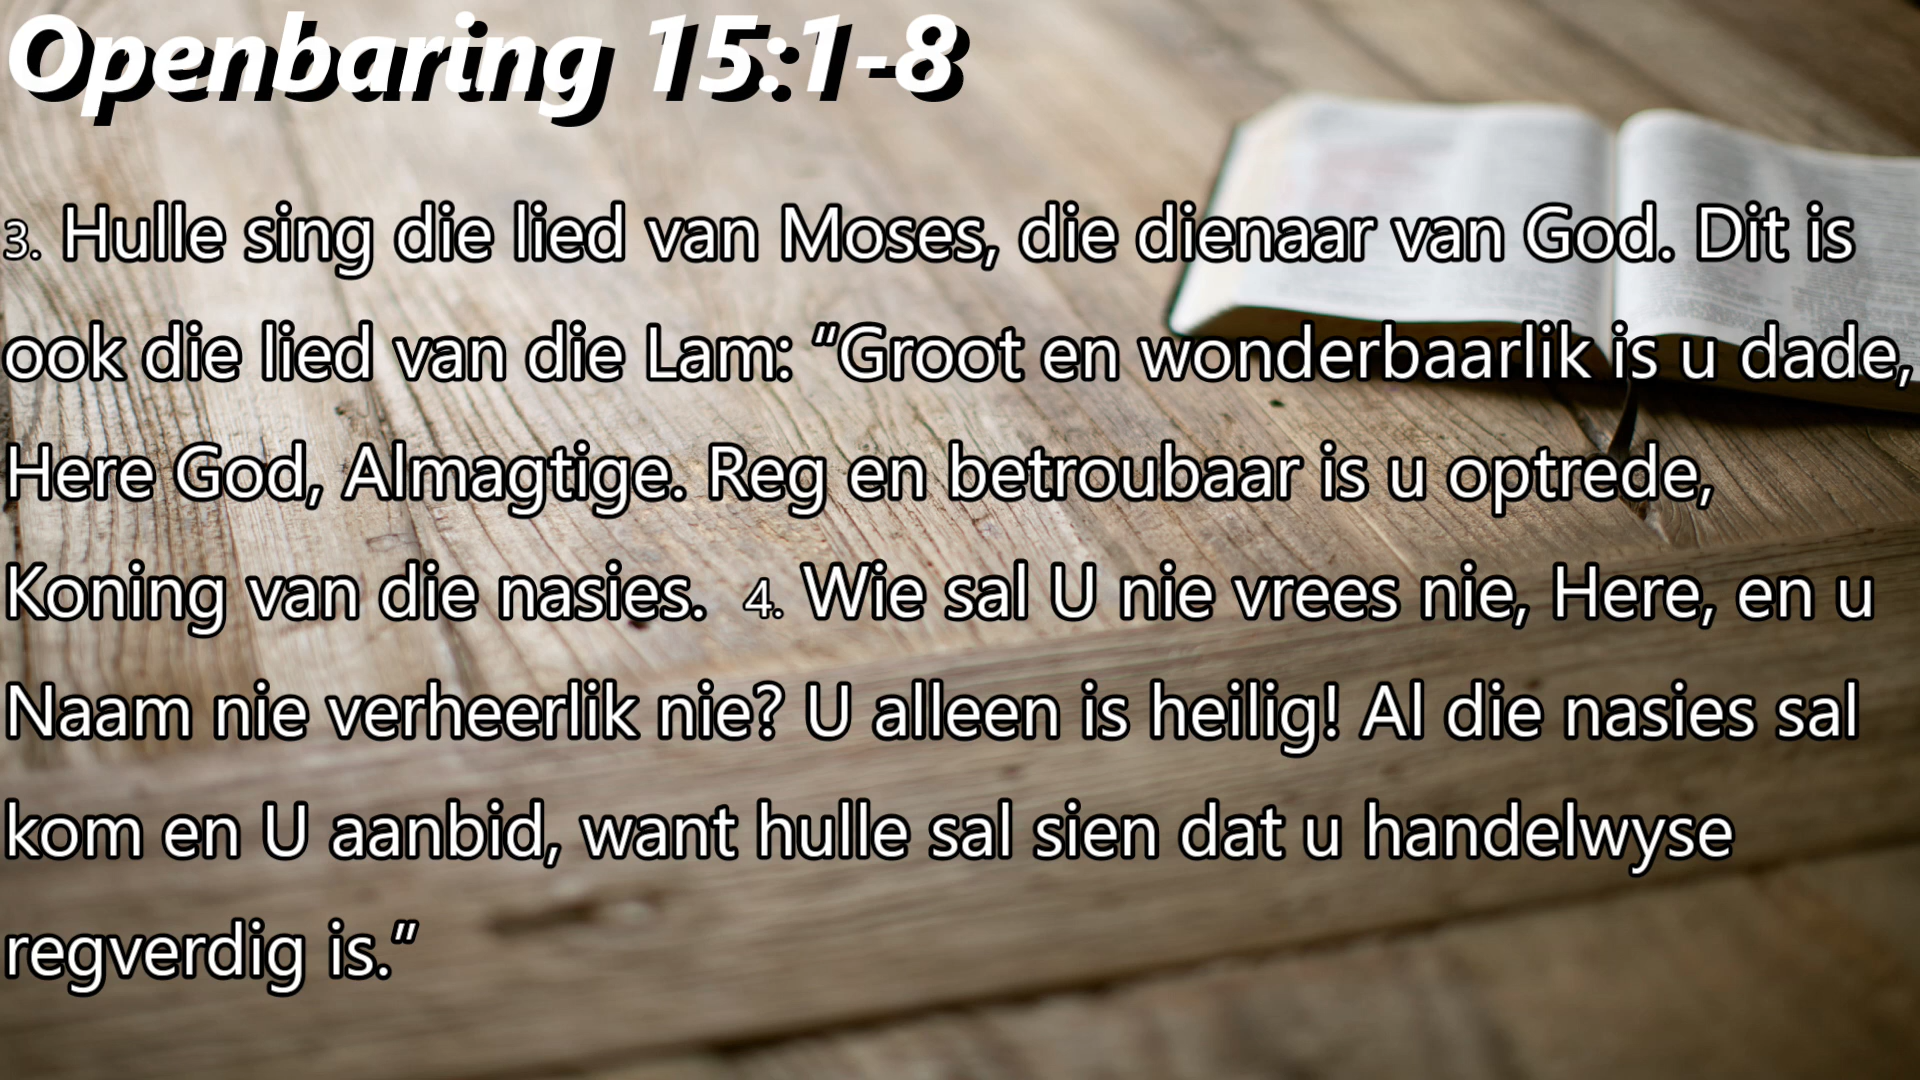 Openbaring 15:1-8
3. Hulle sing die lied van Moses, die dienaar van God. Dit is
ook die lied van die Lam: “Groot en wonderbaarlik is u dade,
Here God, Almagtige. Reg en betroubaar is u optrede,
Koning van die nasies. 4. Wie sal U nie vrees nie, Here, en u
Naam nie verheerlik nie? U alleen is heilig! Al die nasies sal
kom en U aanbid, want hulle sal sien dat u handelwyse
regverdig is.”